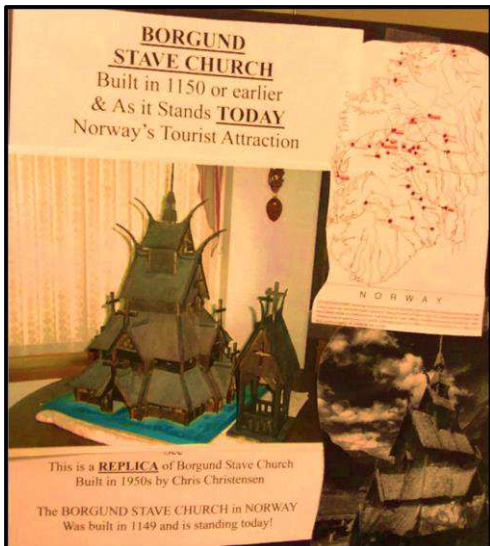 BORGUND
STAVE CHURCH
Built in 1150 or earlier
& As it Stands TODAY
Norway's Tourist Attraction
NORWAY
This is a REPLICA of Borgund Stave Church
Built in 1950s by Chris Christensen
The BORGUND STAVE CHURCH in NORWAY
Was built in 1149 and is standing today!